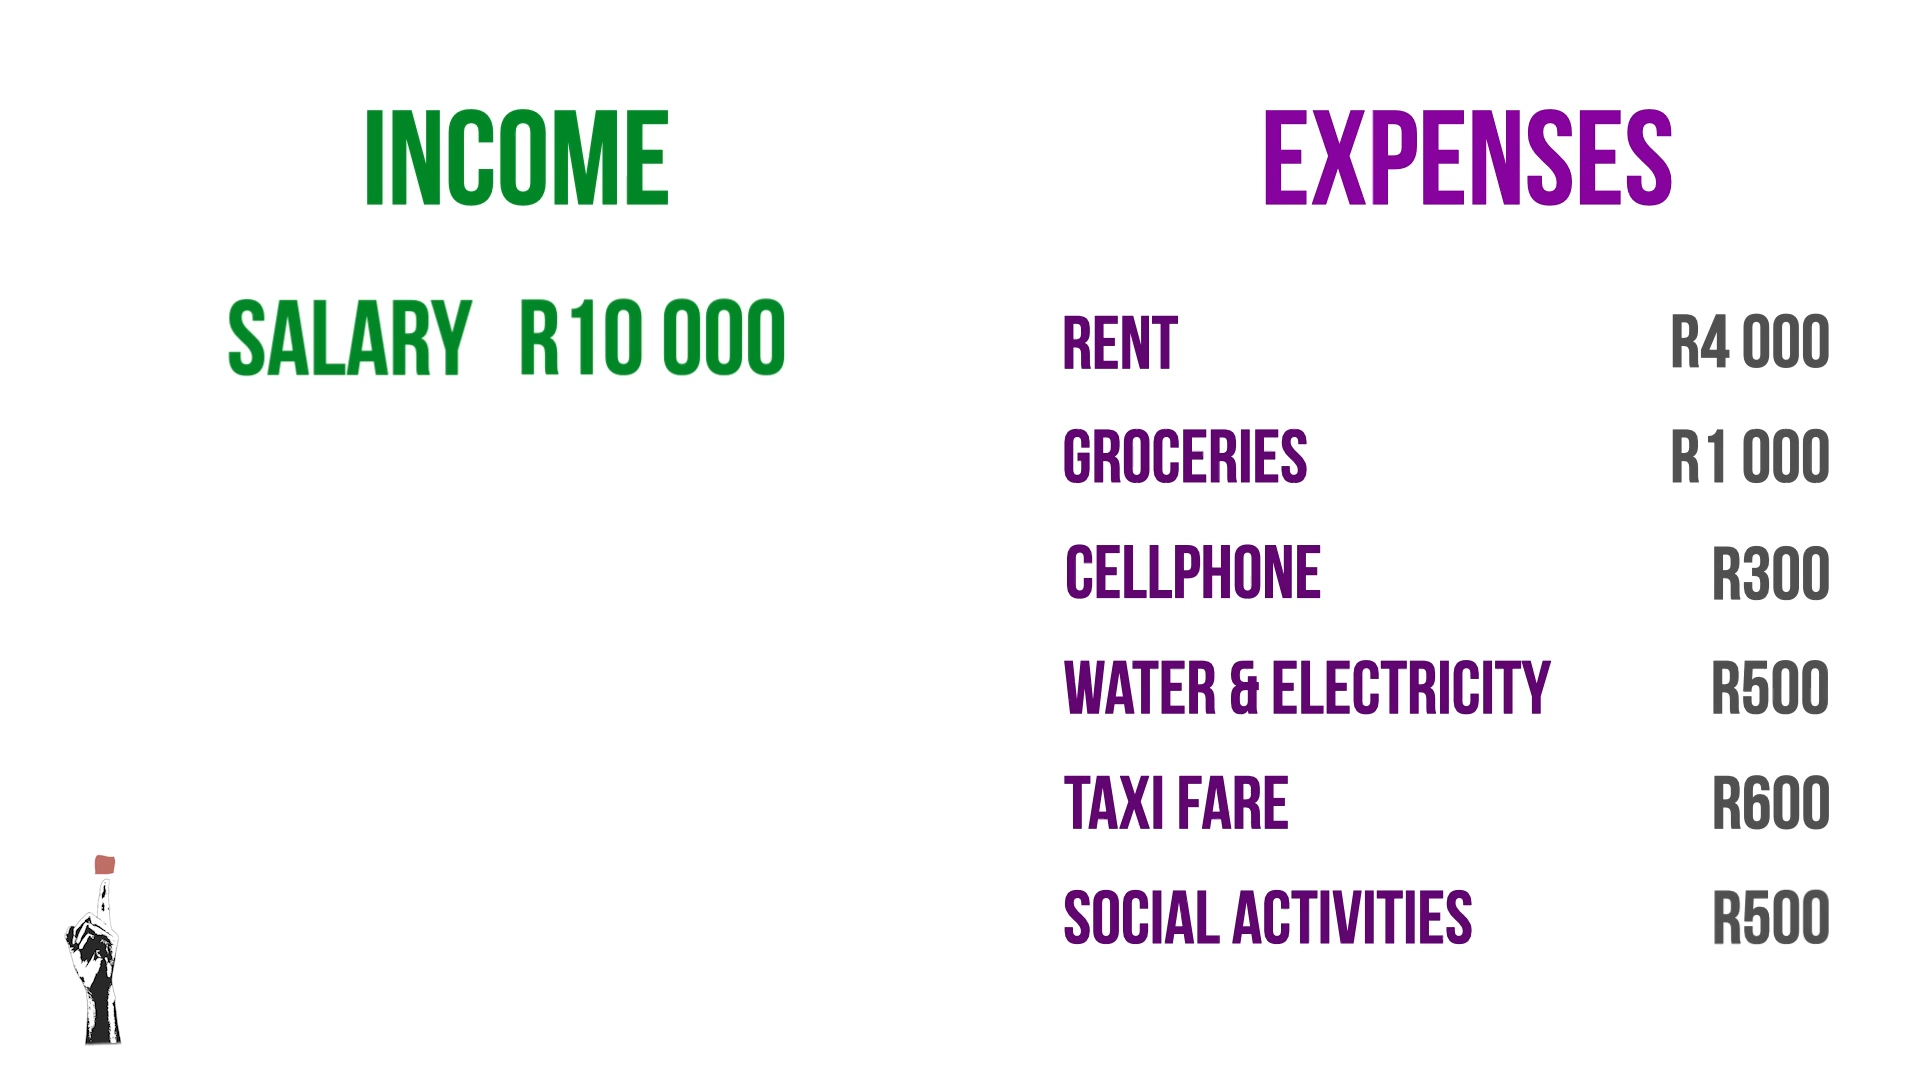 INCOME
SALARY R10 000
EXPENSES
RENT R4 000
GROCERIES R1 000
CELLPHONE R300
WATER & ELECTRICITY R500
TAXI FARE R600
SOCIAL ACTIVITIES R500